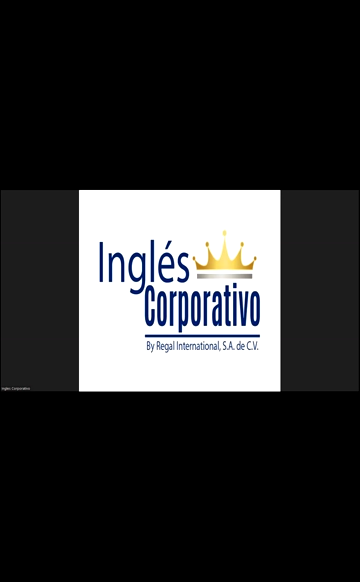 Inglés
Corporativo
By Regal International, S.A. de C.V.
Inglés Corporativo